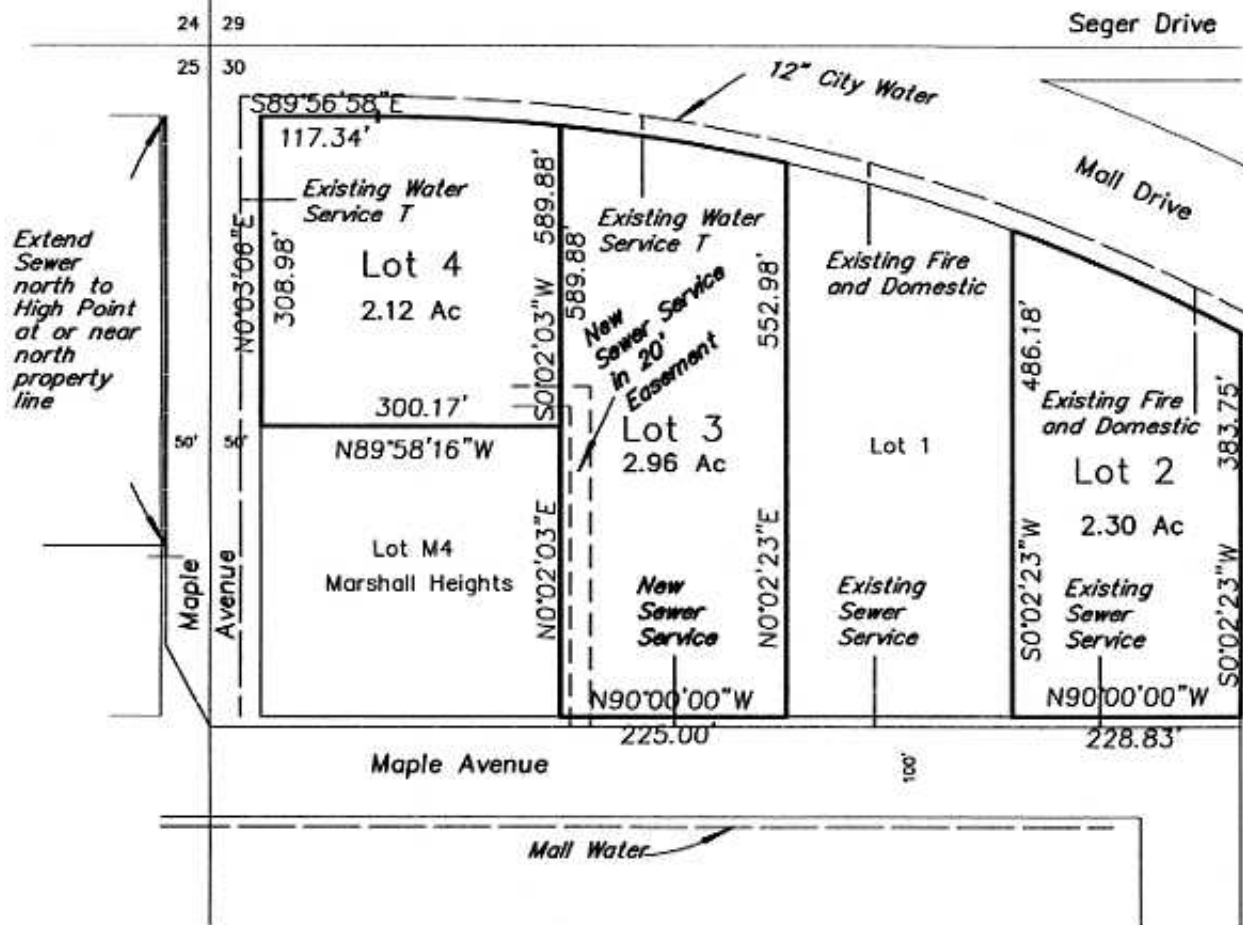 24 29
Seger Drive
25 30
12" City Water
S89°56'58"E
117.34'
Mall Drive
Existing Water
Service T
Extend
Sewer
north to
High Point
at or near
north
property
line
N0°03'08"E
308.98'
Lot 4
2.12 Ac
589.88'
S0°02'03"W
589.88'
Existing Water
Service T
New
Sewer Service
in 20'
Easement
552.98'
Existing Fire
and Domestic
486.18'
Existing Fire
and Domestic
383.75'
300.17'
N89°58'16"W
50' 50'
Lot 3
2.96 Ac
Lot 1
Lot 2
2.30 Ac
Lot M4
Marshall Heights
N0°02'03"E
N0°02'23"E
S0°02'23"W
S0°02'23"W
Maple
Avenue
New
Sewer
Service
Existing
Sewer
Service
Existing
Sewer
Service
N90°00'00"W
225.00'
N90°00'00"W
228.83'
Maple Avenue
100'
Mall Water